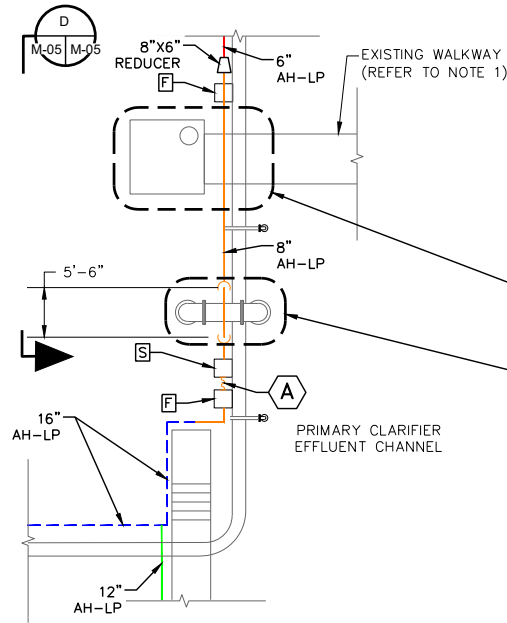 D
M-05 M-05
8"X6"
REDUCER
6"
AH-LP
EXISTING WALKWAY
(REFER TO NOTE 1)
F
8"
AH-LP
5'-6"
S
A
F
16"
AH-LP
PRIMARY CLARIFIER
EFFLUENT CHANNEL
12"
AH-LP